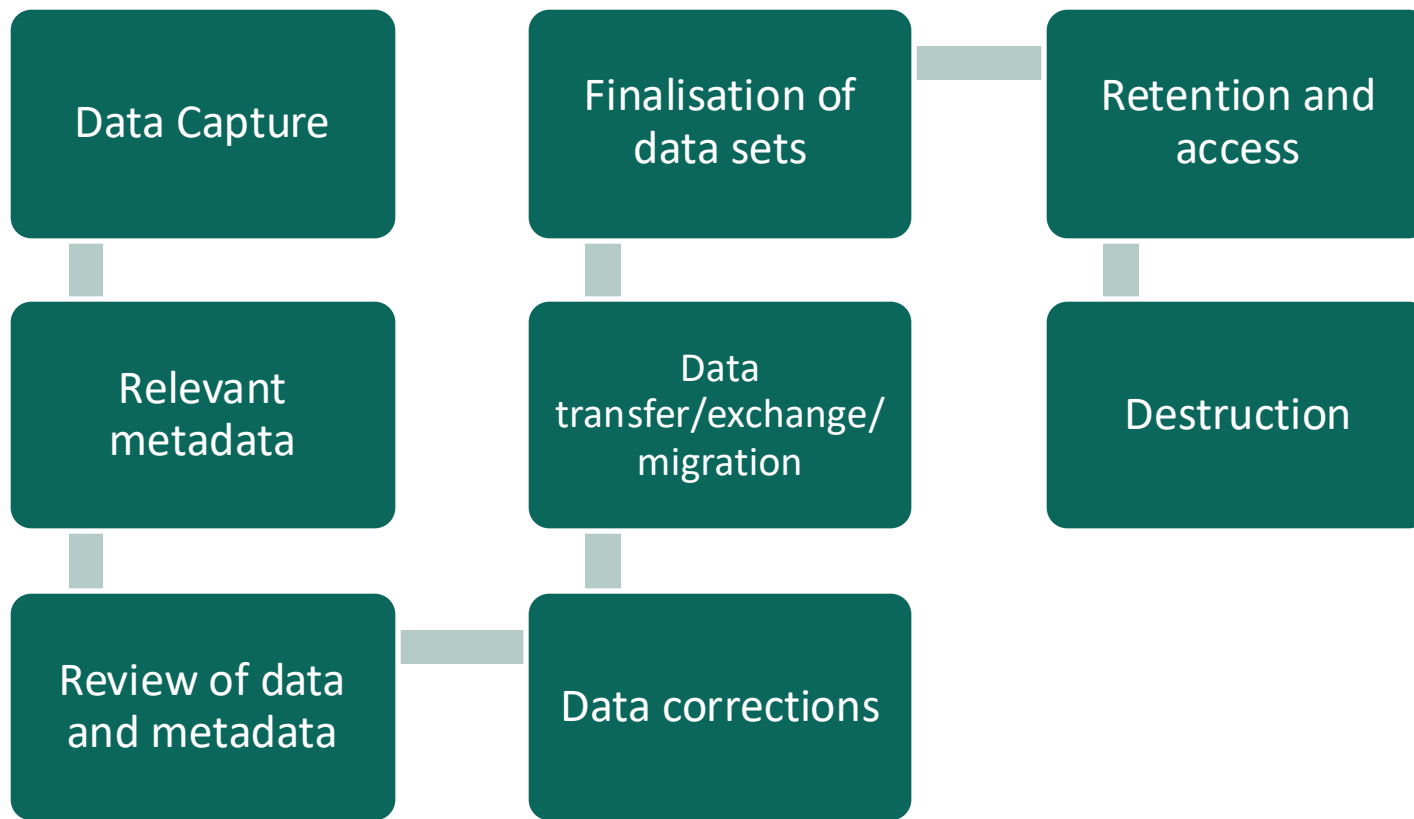 Data Capture
Relevant
metadata
Review of data
and metadata
Data corrections
Data
transfer/exchange/
migration
Finalisation of
data sets
Retention and
access
Destruction